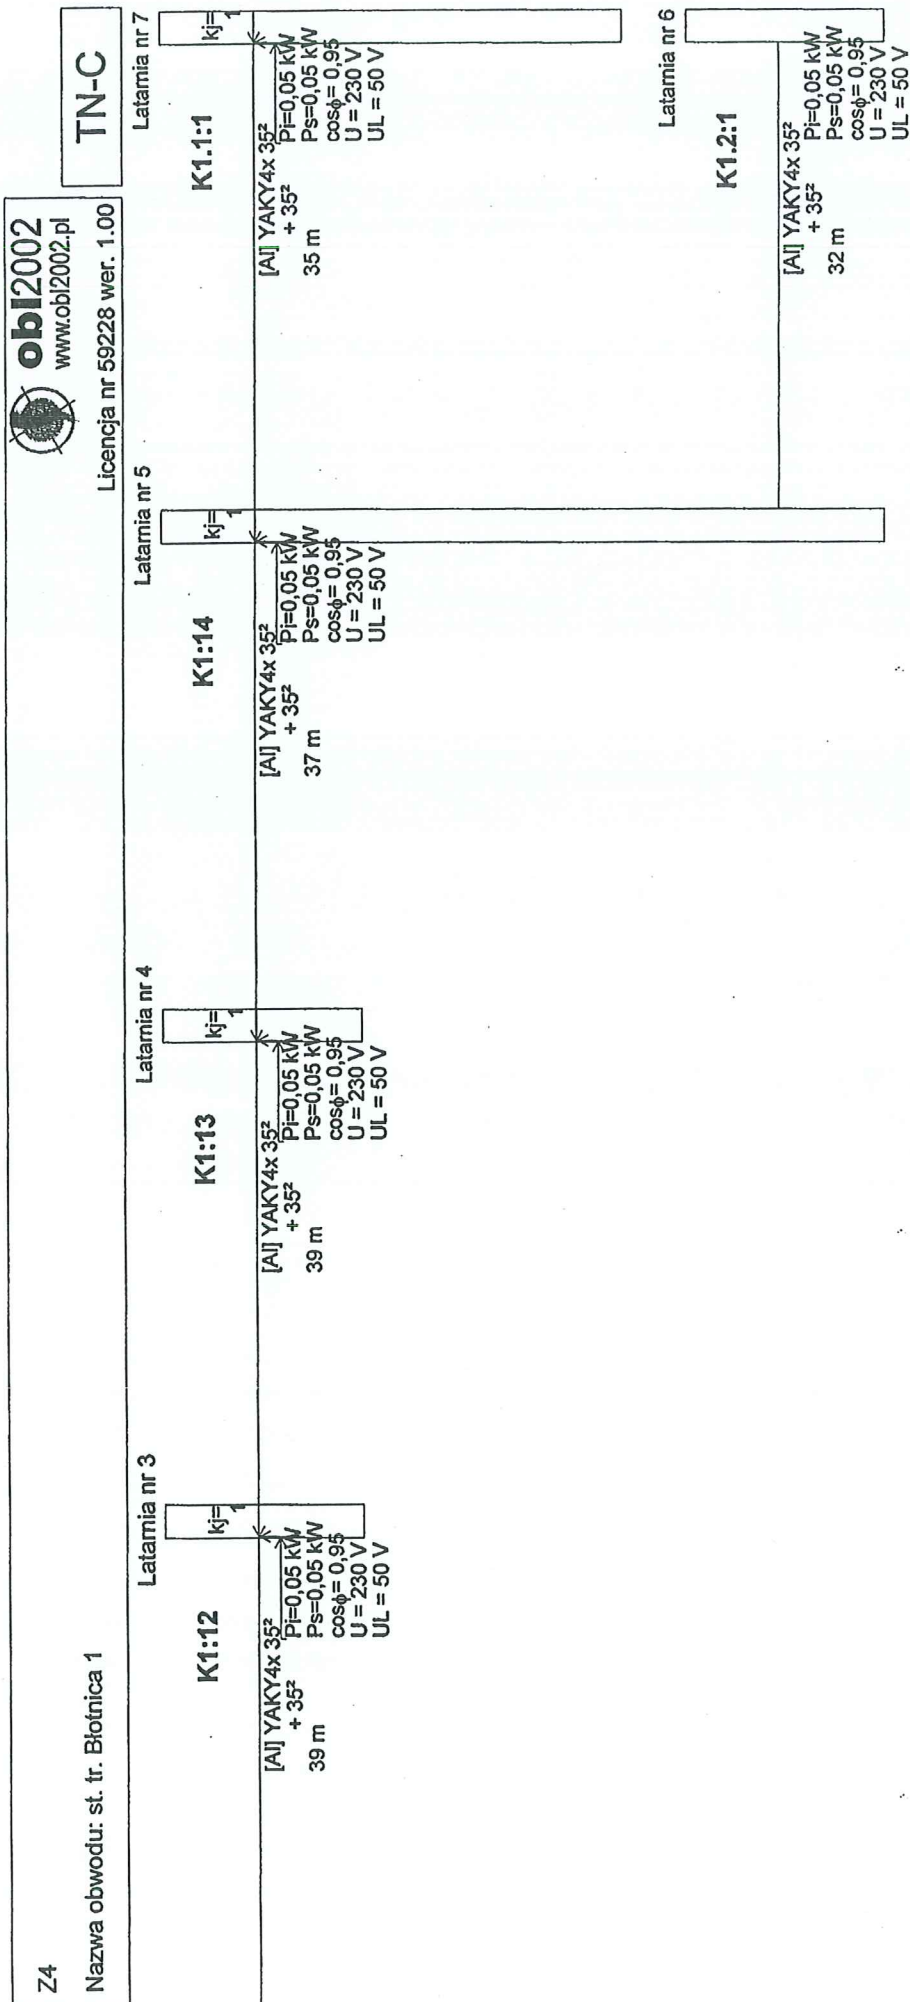 Z4
obl2002
www.obl2002.pl
TN-C
Nazwa obwodu: st. tr. Błotnica 1
Licencja nr 59228 wer. 1.00
Latarnia nr 3
kj=
1
K1:12
[Al] YAKY4x 35²
+ 35²
39 m
Pi=0,05 kW
Ps=0,05 kW
cosϕ= 0,95
U = 230 V
UL = 50 V
Latarnia nr 4
kj=
1
K1:13
[Al] YAKY4x 35²
+ 35²
39 m
Pi=0,05 kW
Ps=0,05 kW
cosϕ= 0,95
U = 230 V
UL = 50 V
Latarnia nr 5
kj=
1
K1:14
[Al] YAKY4x 35²
+ 35²
37 m
Pi=0,05 kW
Ps=0,05 kW
cosϕ= 0,95
U = 230 V
UL = 50 V
Latarnia nr 7
kj=
1
K1.1:1
[Al] YAKY4x 35²
+ 35²
35 m
Pi=0,05 kW
Ps=0,05 kW
cosϕ= 0,95
U = 230 V
UL = 50 V
Latarnia nr 6
K1.2:1
[Al] YAKY4x 35²
+ 35²
32 m
Pi=0,05 kW
Ps=0,05 kW
cosϕ= 0,95
U = 230 V
UL = 50 V